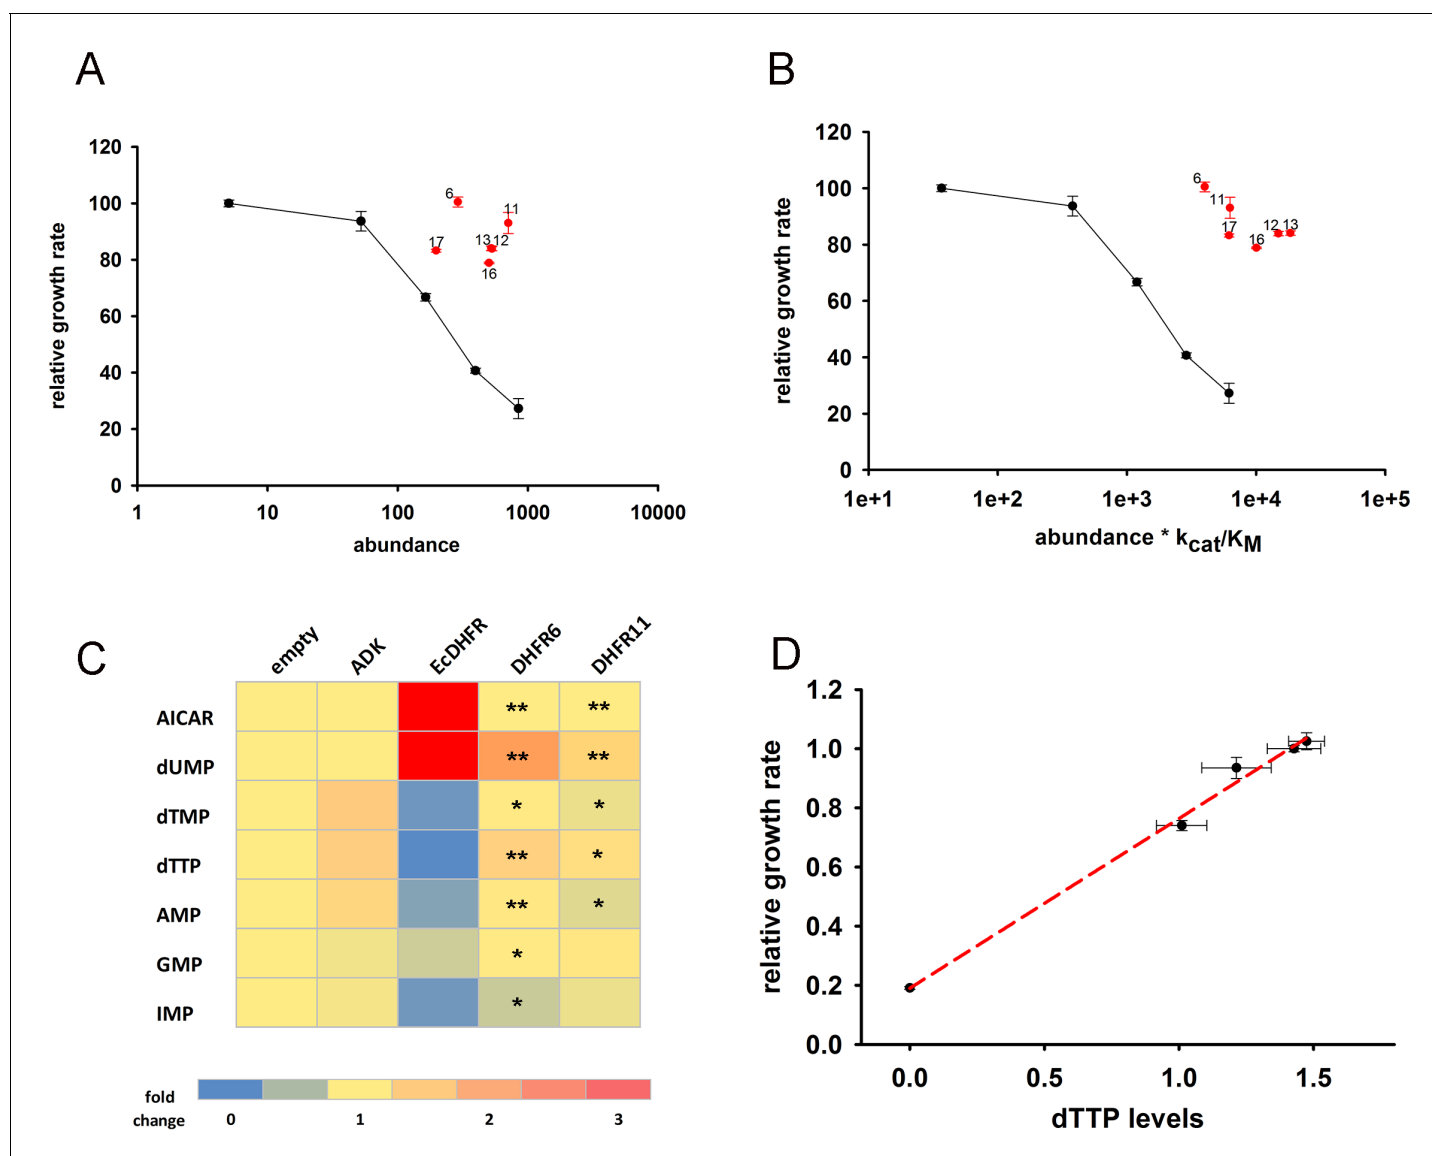 A
120
100
80
60
40
20
0
relative growth rate
6
11
17
13 12
16
1 10 100 1000 10000
abundance
B
120
100
80
60
40
20
0
relative growth rate
6
11
17
16
12 13
1e+1 1e+2 1e+3 1e+4 1e+5
abundance * kcat/KM
C
empty ADK EcDHFR DHFR6 DHFR11
AICAR ** **
dUMP ** **
dTMP * *
dTTP ** *
AMP ** *
GMP *
IMP *
fold
change
0 1 2 3
D
1.2
1.0
0.8
0.6
0.4
0.2
0.0
relative growth rate
0.0 0.5 1.0 1.5
dTTP levels